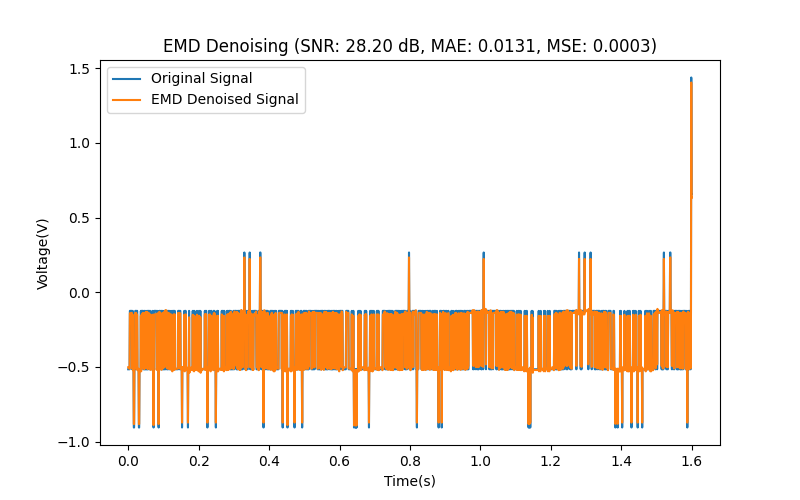 EMD Denoising (SNR: 28.20 dB, MAE: 0.0131, MSE: 0.0003)
Original Signal
EMD Denoised Signal
Voltage(V)
1.5
1.0
0.5
0.0
−0.5
−1.0
0.0 0.2 0.4 0.6 0.8 1.0 1.2 1.4 1.6
Time(s)